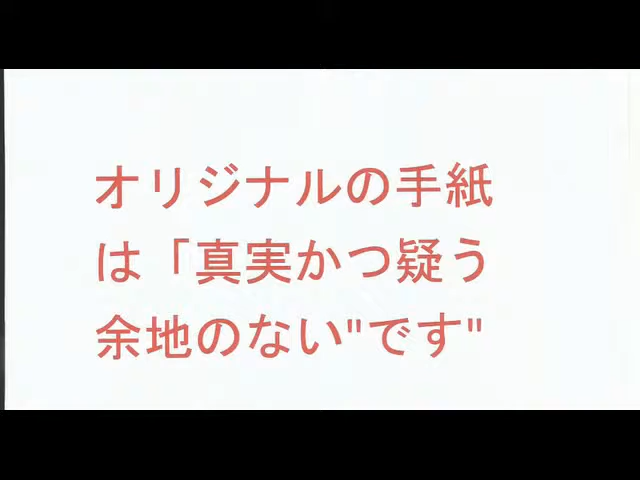 オリジナルの手紙
は「真実かつ疑う
余地のない"です"